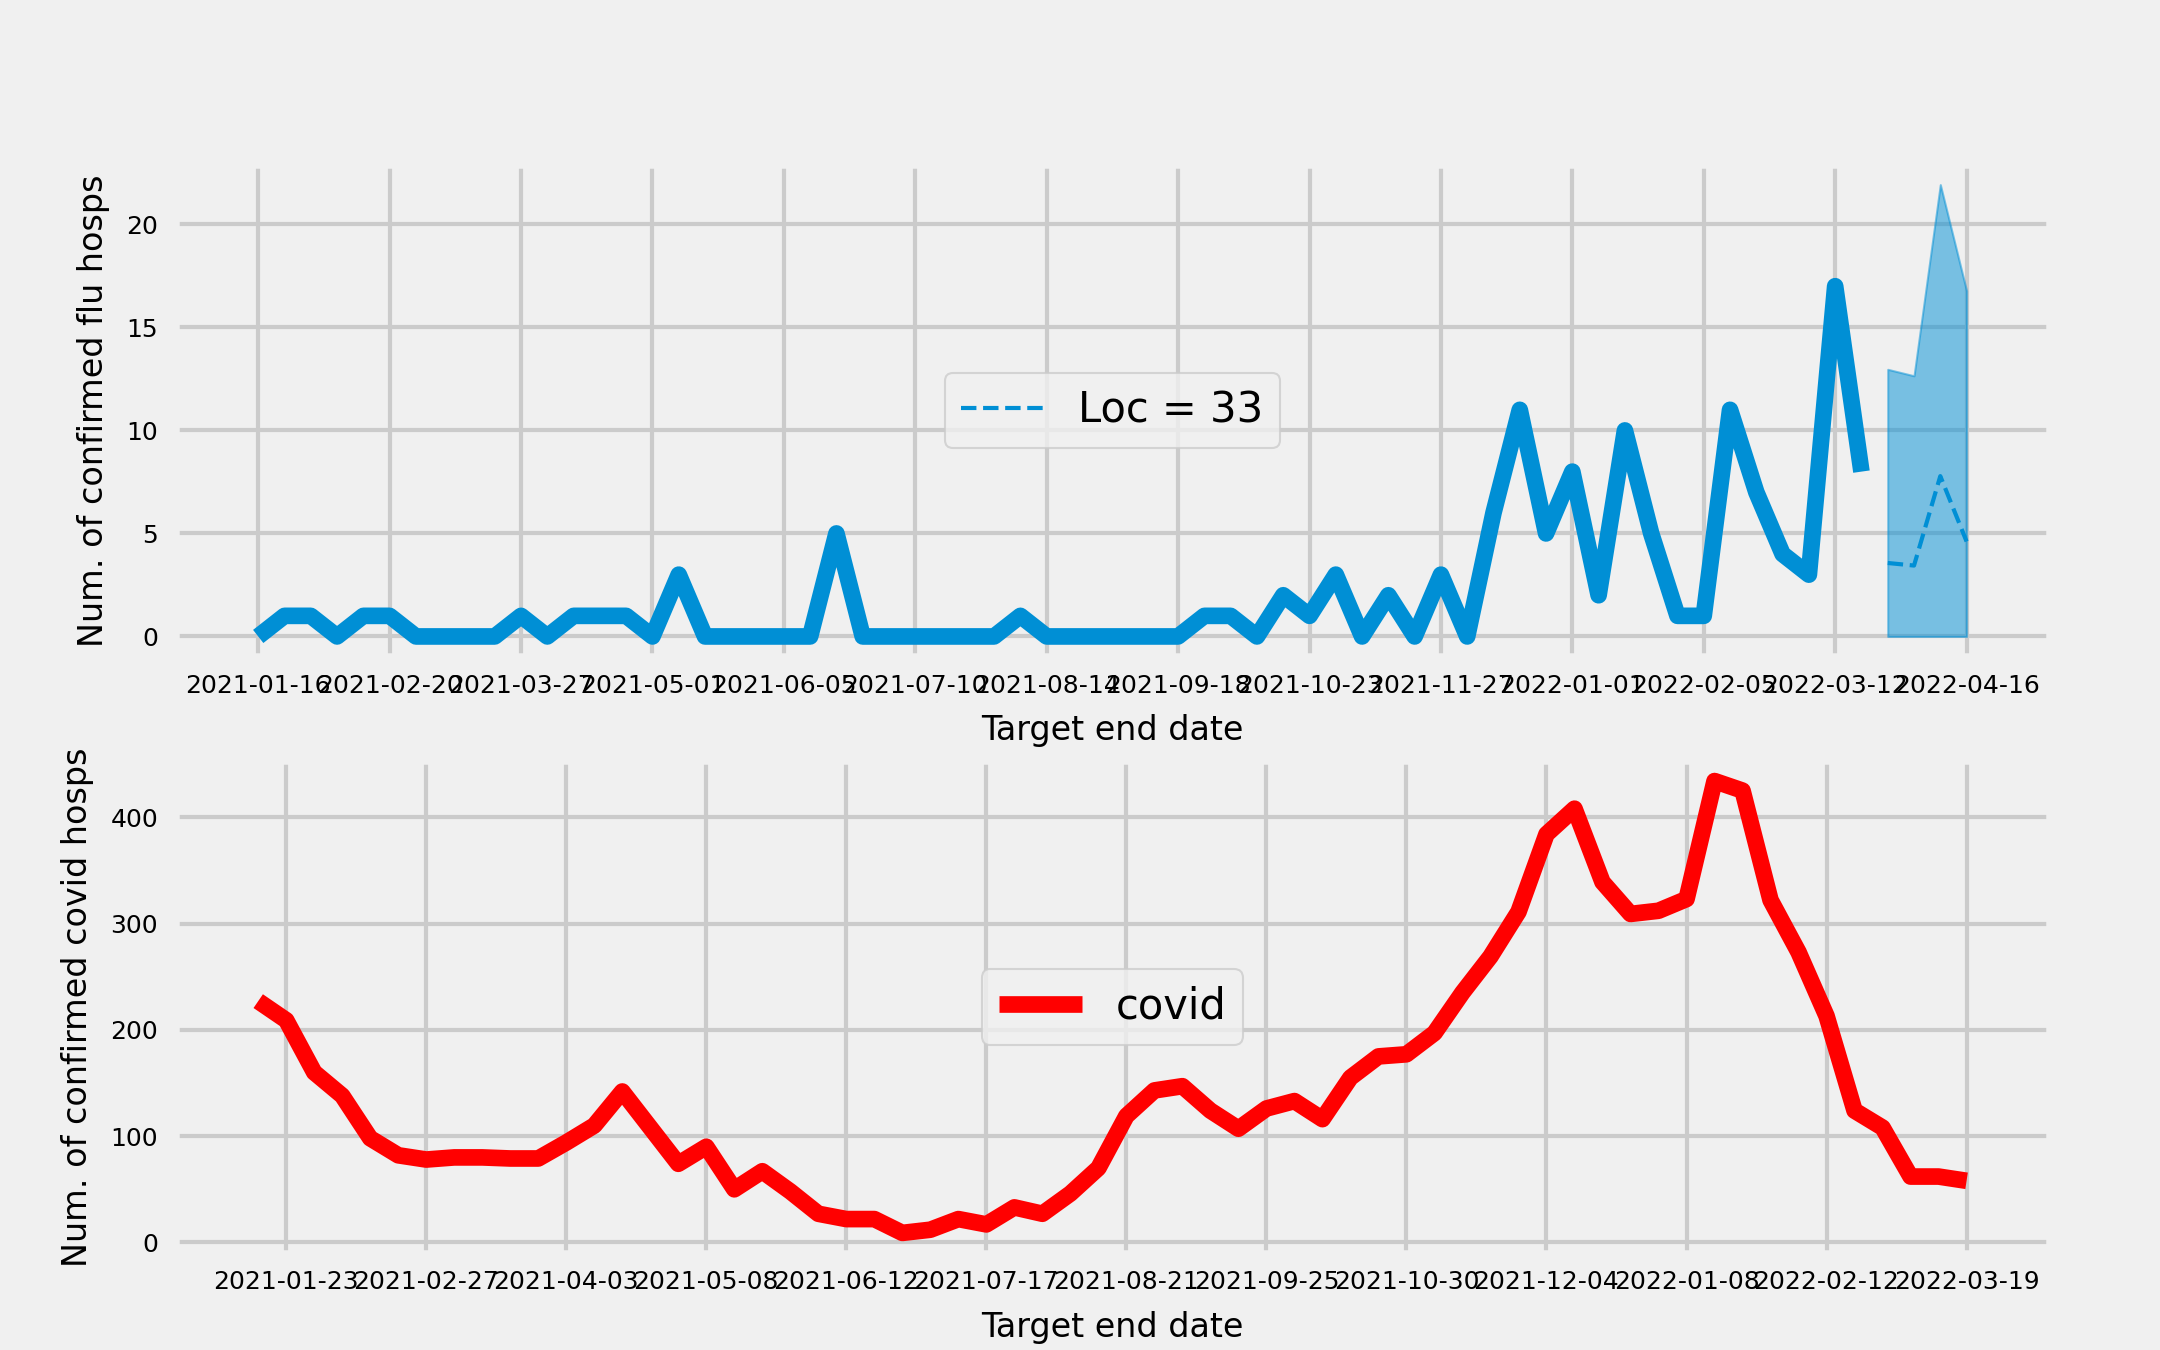 Num. of confirmed flu hosps
20
15
10
5
0
Loc = 33
2021-01-16 2021-02-20 2021-03-27 2021-05-01 2021-06-05 2021-07-10 2021-08-14 2021-09-18 2021-10-23 2021-11-27 2022-01-01 2022-02-05 2022-03-12 2022-04-16
Target end date
Num. of confirmed covid hosps
400
300
200
100
0
covid
2021-01-23 2021-02-27 2021-04-03 2021-05-08 2021-06-12 2021-07-17 2021-08-21 2021-09-25 2021-10-30 2021-12-04 2022-01-08 2022-02-12 2022-03-19
Target end date